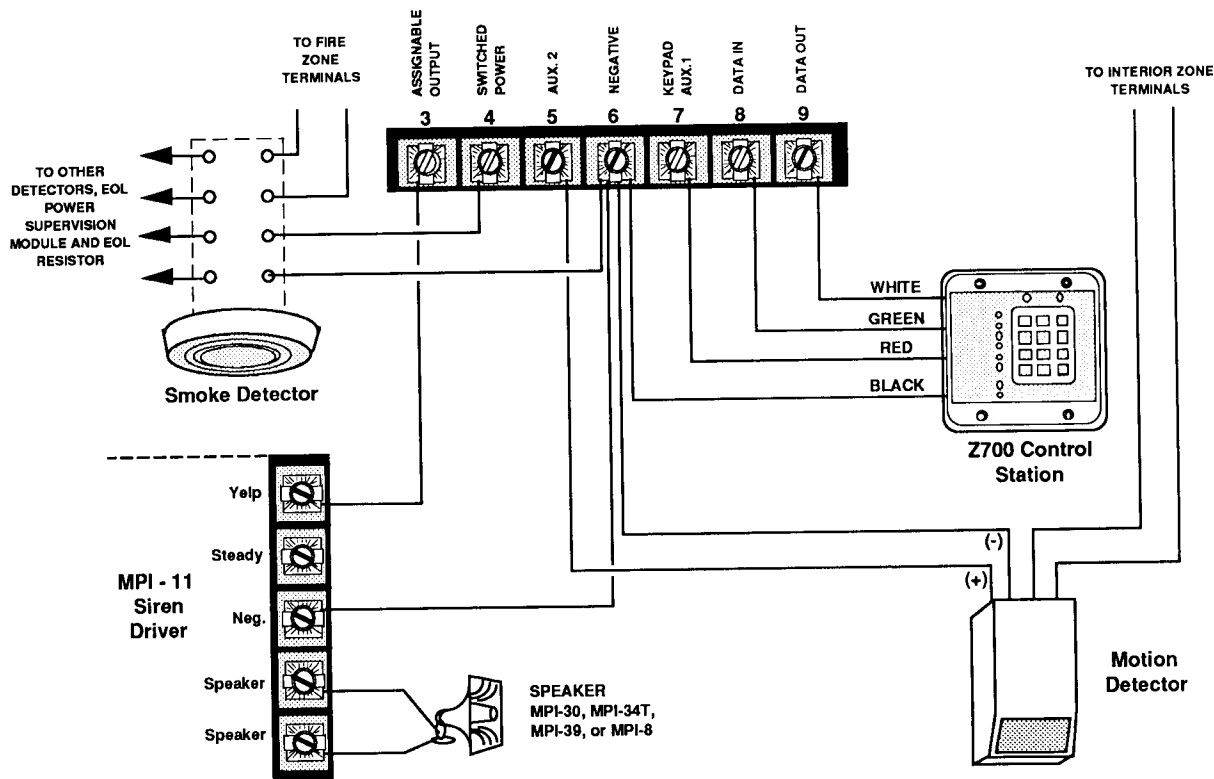 TO FIRE
ZONE
TERMINALS
ASSIGNABLE
OUTPUT
SWITCHED
POWER
AUX. 2
NEGATIVE
KEYPAD
AUX.1
DATA IN
DATA OUT
3
4
5
6
7
8
9
TO INTERIOR ZONE
TERMINALS
TO OTHER
DETECTORS, EOL
POWER
SUPERVISION
MODULE AND EOL
RESISTOR
Smoke Detector
WHITE
GREEN
RED
BLACK
Z700 Control
Station
Yelp
Steady
Neg.
Speaker
Speaker
MPI - 11
Siren
Driver
SPEAKER
MPI-30, MPI-34T,
MPI-39, or MPI-8
(-)
(+)
Motion
Detector